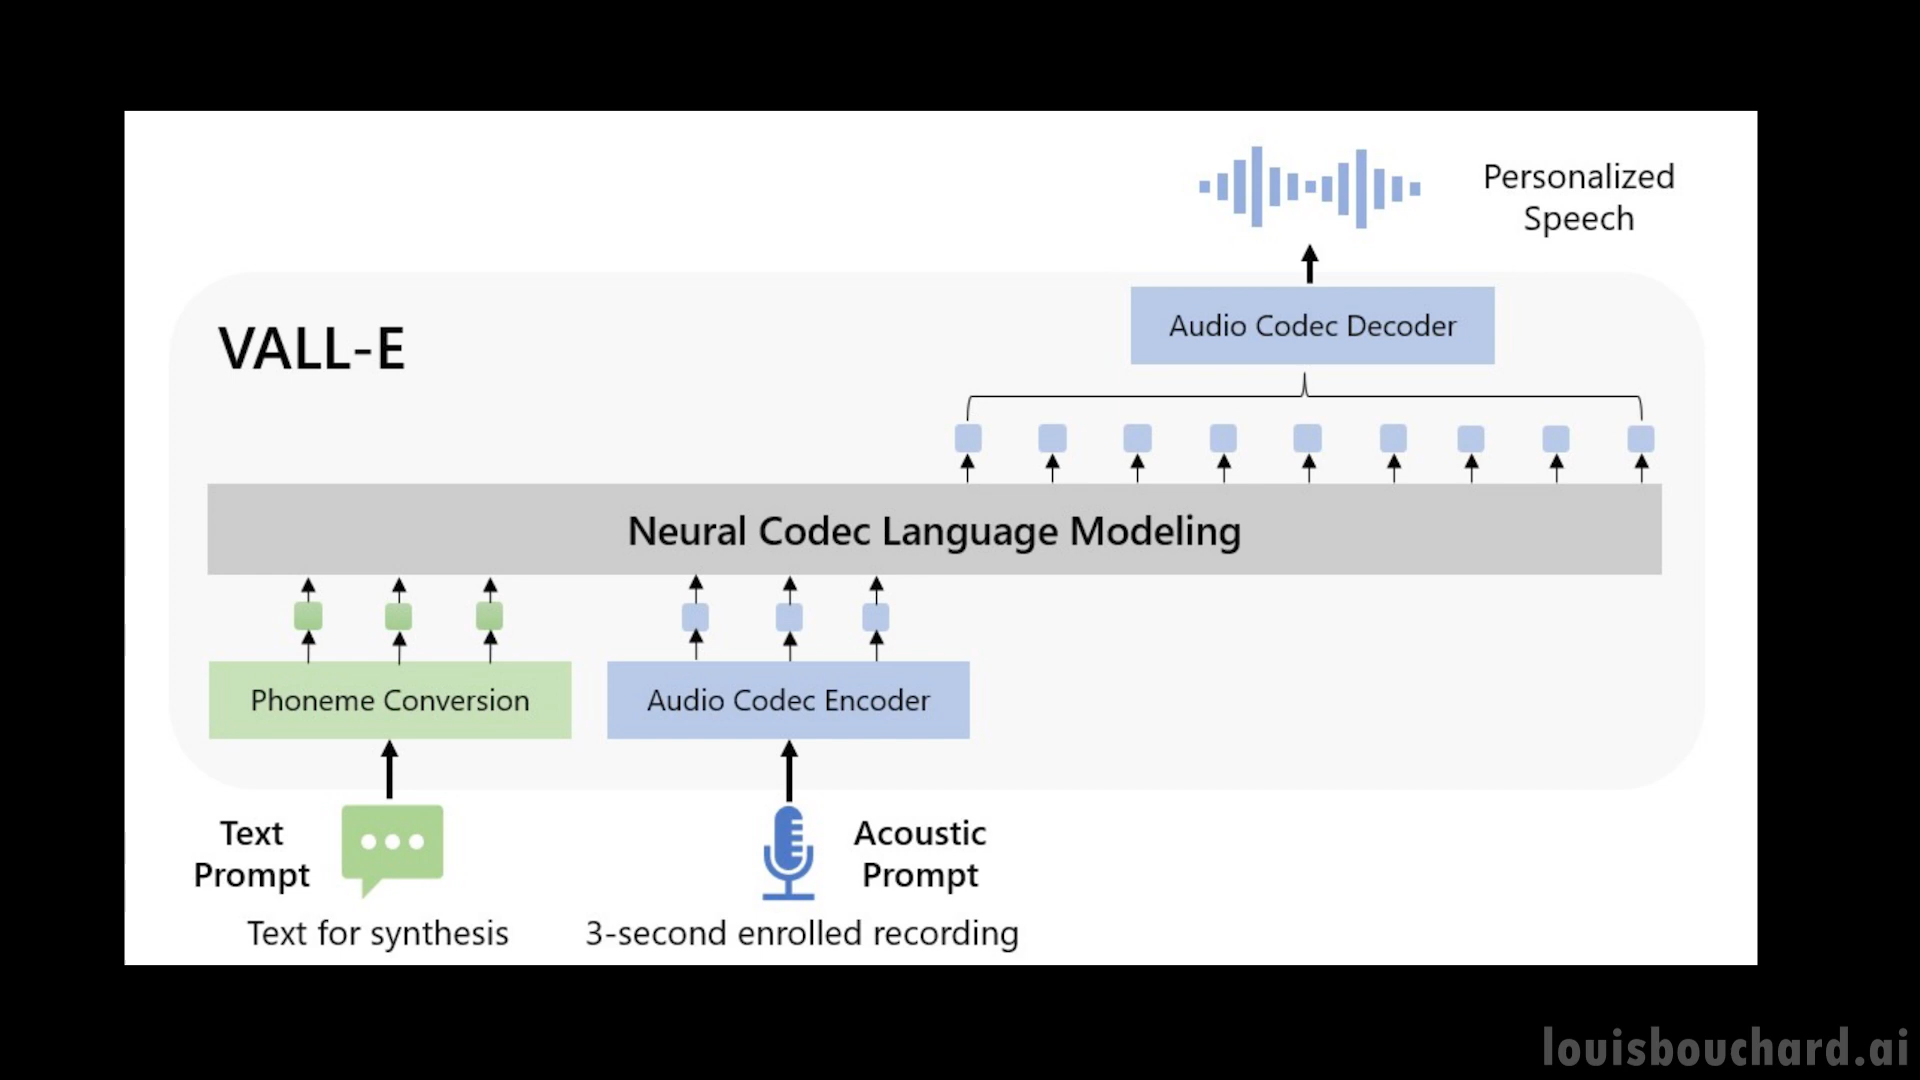 Personalized
Speech
Audio Codec Decoder
VALL-E
Neural Codec Language Modeling
Phoneme Conversion
Audio Codec Encoder
Text
Prompt
Acoustic
Prompt
Text for synthesis
3-second enrolled recording
louisbouchard.ai